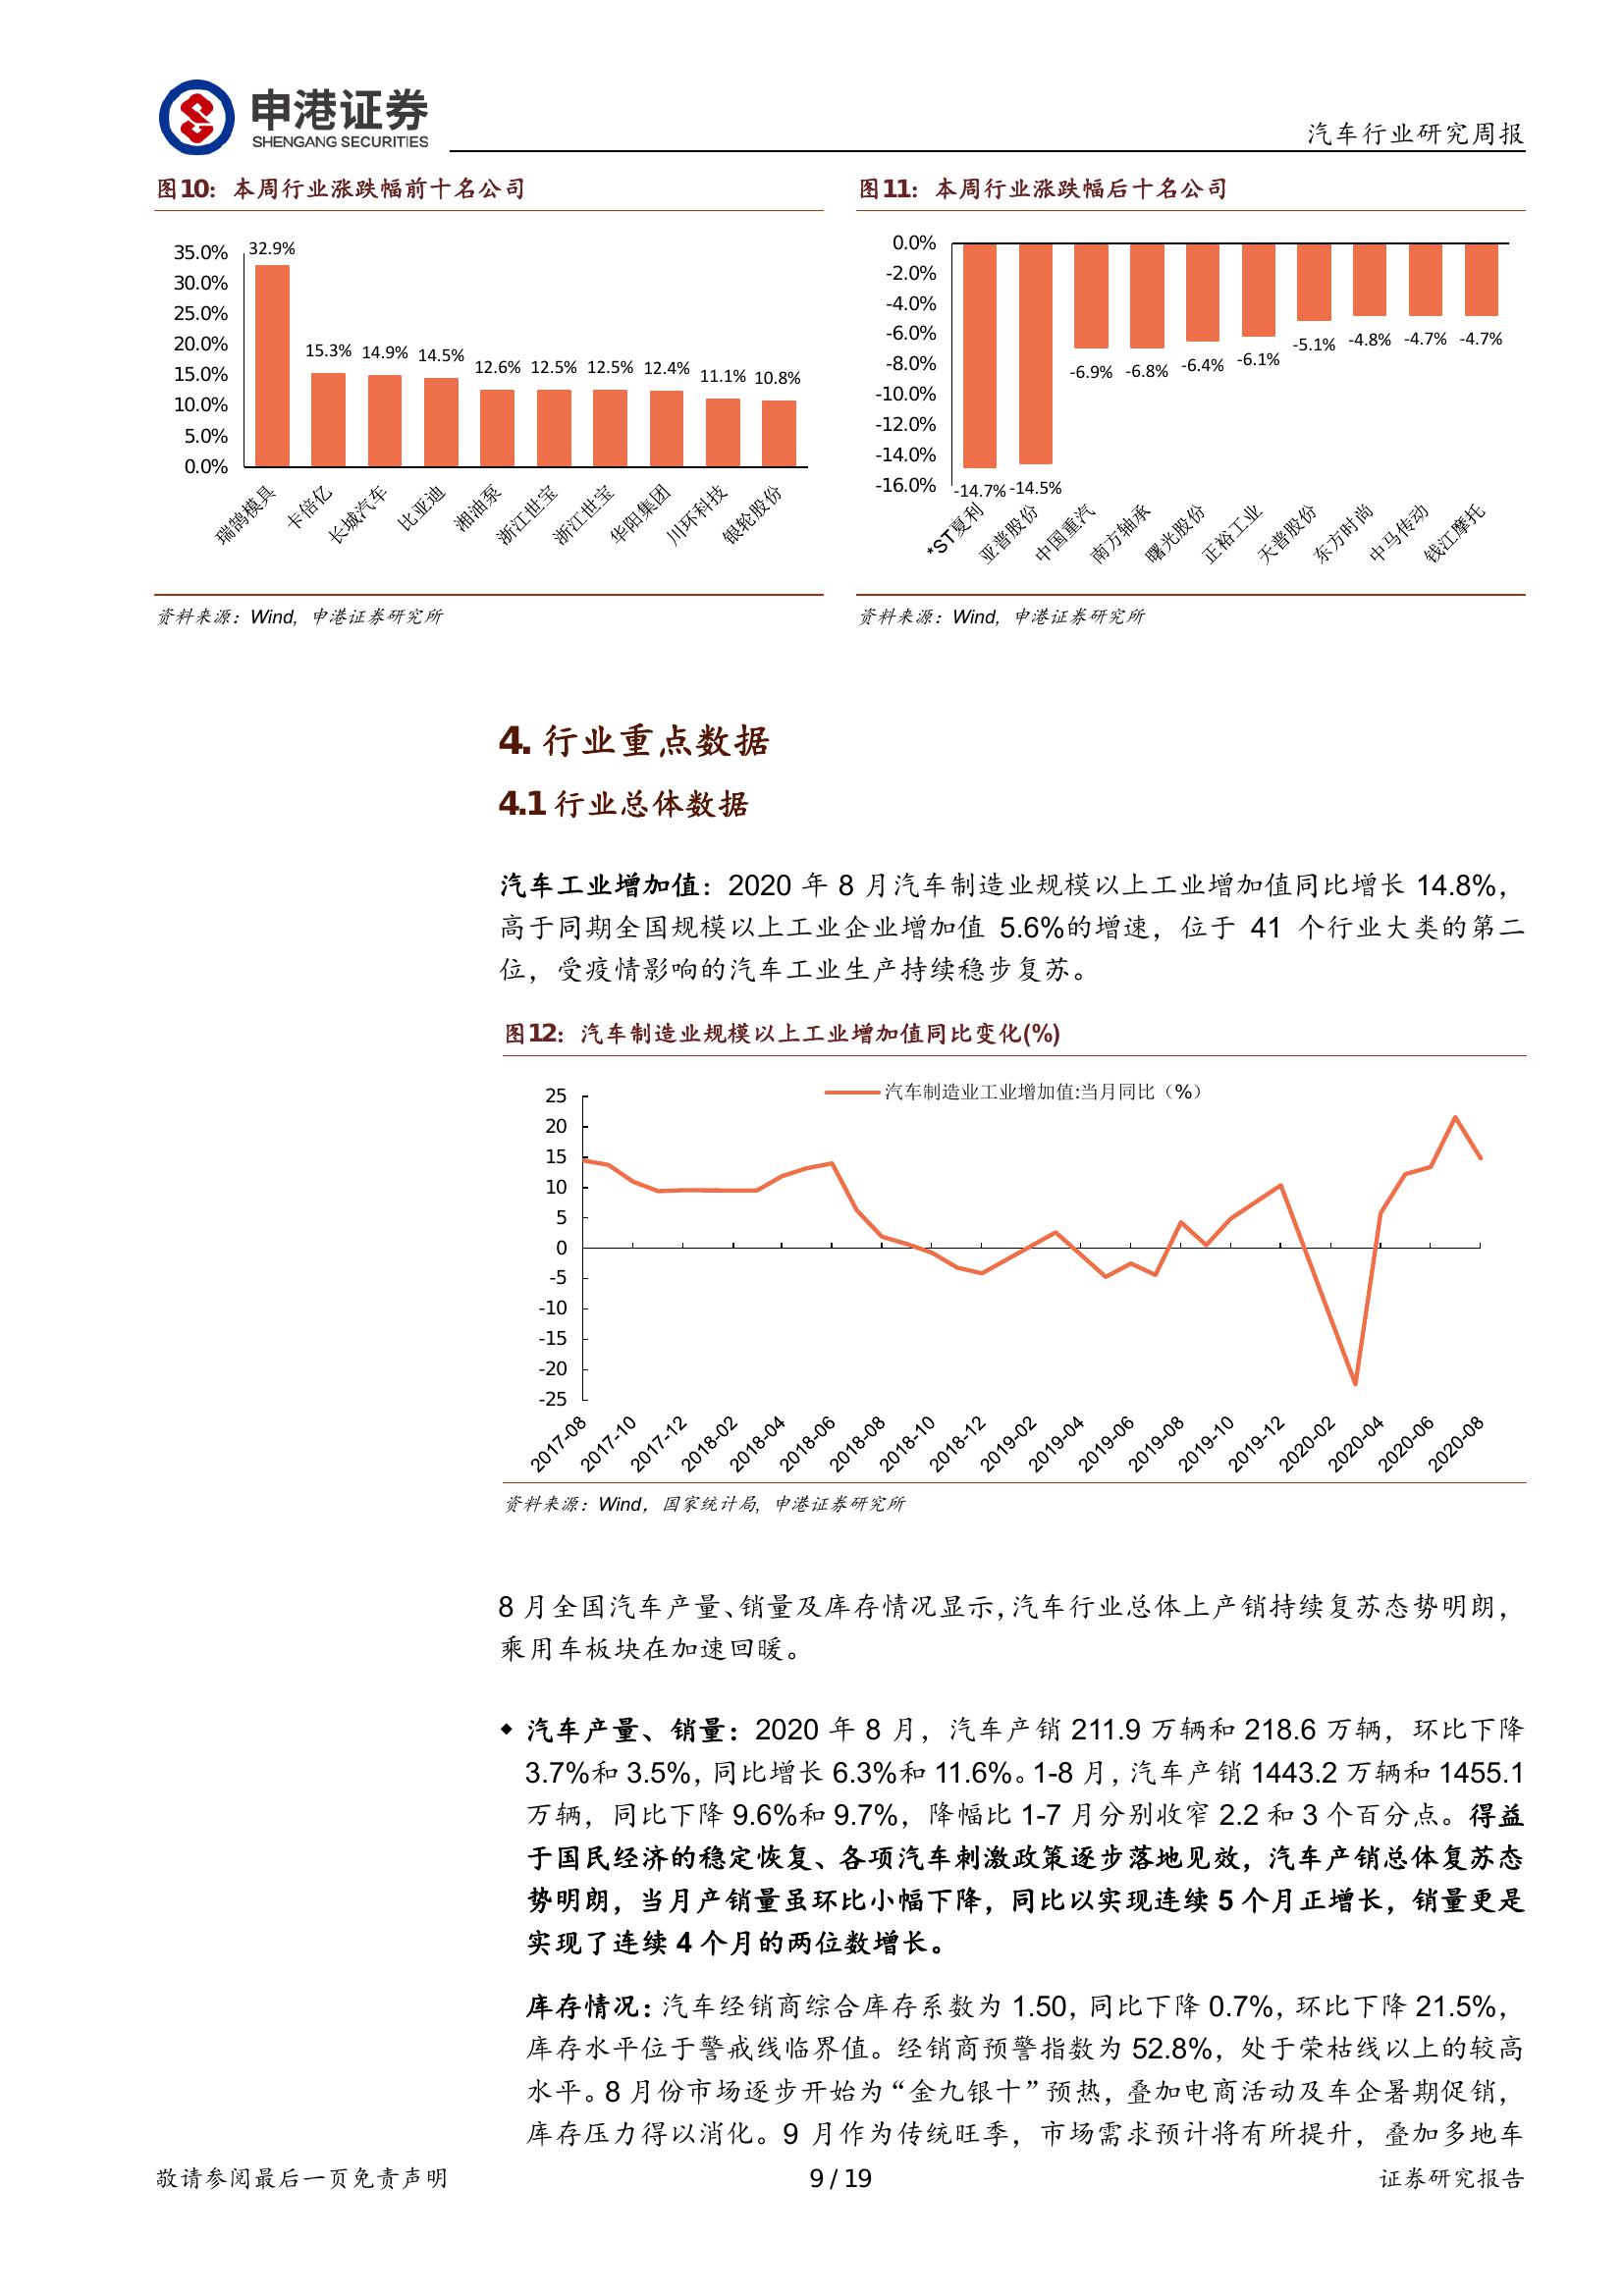 申港证券
SHENGANG SECURITIES
汽车行业研究周报
图10：本周行业涨跌幅前十名公司
35.0%
30.0%
25.0%
20.0%
15.0%
10.0%
5.0%
0.0%
32.9%
15.3%
14.9%
14.5%
12.6%
12.5%
12.5%
12.4%
11.1%
10.8%
瑞鹄模具
卡倍亿
长城汽车
比亚迪
湘油泵
浙江世宝
浙江世宝
华阳集团
川环科技
银轮股份
资料来源：Wind, 申港证券研究所
图11：本周行业涨跌幅后十名公司
0.0%
-2.0%
-4.0%
-6.0%
-8.0%
-10.0%
-12.0%
-14.0%
-16.0%
-14.7%
-14.5%
-6.9%
-6.8%
-6.4%
-6.1%
-5.1%
-4.8%
-4.7%
-4.7%
*ST夏利
亚普股份
中国重汽
南方轴承
曙光股份
正裕工业
天普股份
东方时尚
中马传动
钱江摩托
资料来源：Wind, 申港证券研究所
4. 行业重点数据
4.1 行业总体数据
汽车工业增加值：2020 年 8 月汽车制造业规模以上工业增加值同比增长 14.8%，
高于同期全国规模以上工业企业增加值 5.6%的增速，位于 41 个行业大类的第二
位，受疫情影响的汽车工业生产持续稳步复苏。
图12：汽车制造业规模以上工业增加值同比变化(%)
汽车制造业工业增加值:当月同比（%）
25
20
15
10
5
0
-5
-10
-15
-20
-25
2017-08
2017-10
2017-12
2018-02
2018-04
2018-06
2018-08
2018-10
2018-12
2019-02
2019-04
2019-06
2019-08
2019-10
2019-12
2020-02
2020-04
2020-06
2020-08
资料来源：Wind，国家统计局, 申港证券研究所
8 月全国汽车产量、销量及库存情况显示，汽车行业总体上产销持续复苏态势明朗，
乘用车板块在加速回暖。
◆ 汽车产量、销量：2020 年 8 月，汽车产销 211.9 万辆和 218.6 万辆，环比下降
3.7%和 3.5%，同比增长 6.3%和 11.6%。1-8 月，汽车产销 1443.2 万辆和 1455.1
万辆，同比下降 9.6%和 9.7%，降幅比 1-7 月分别收窄 2.2 和 3 个百分点。得益
于国民经济的稳定恢复、各项汽车刺激政策逐步落地见效，汽车产销总体复苏态
势明朗，当月产销量虽环比小幅下降，同比以实现连续 5 个月正增长，销量更是
实现了连续 4 个月的两位数增长。
库存情况：汽车经销商综合库存系数为 1.50，同比下降 0.7%，环比下降 21.5%，
库存水平位于警戒线临界值。经销商预警指数为 52.8%，处于荣枯线以上的较高
水平。8 月份市场逐步开始为“金九银十”预热，叠加电商活动及车企暑期促销，
库存压力得以消化。9 月作为传统旺季，市场需求预计将有所提升，叠加多地车
敬请参阅最后一页免责声明
9 / 19
证券研究报告